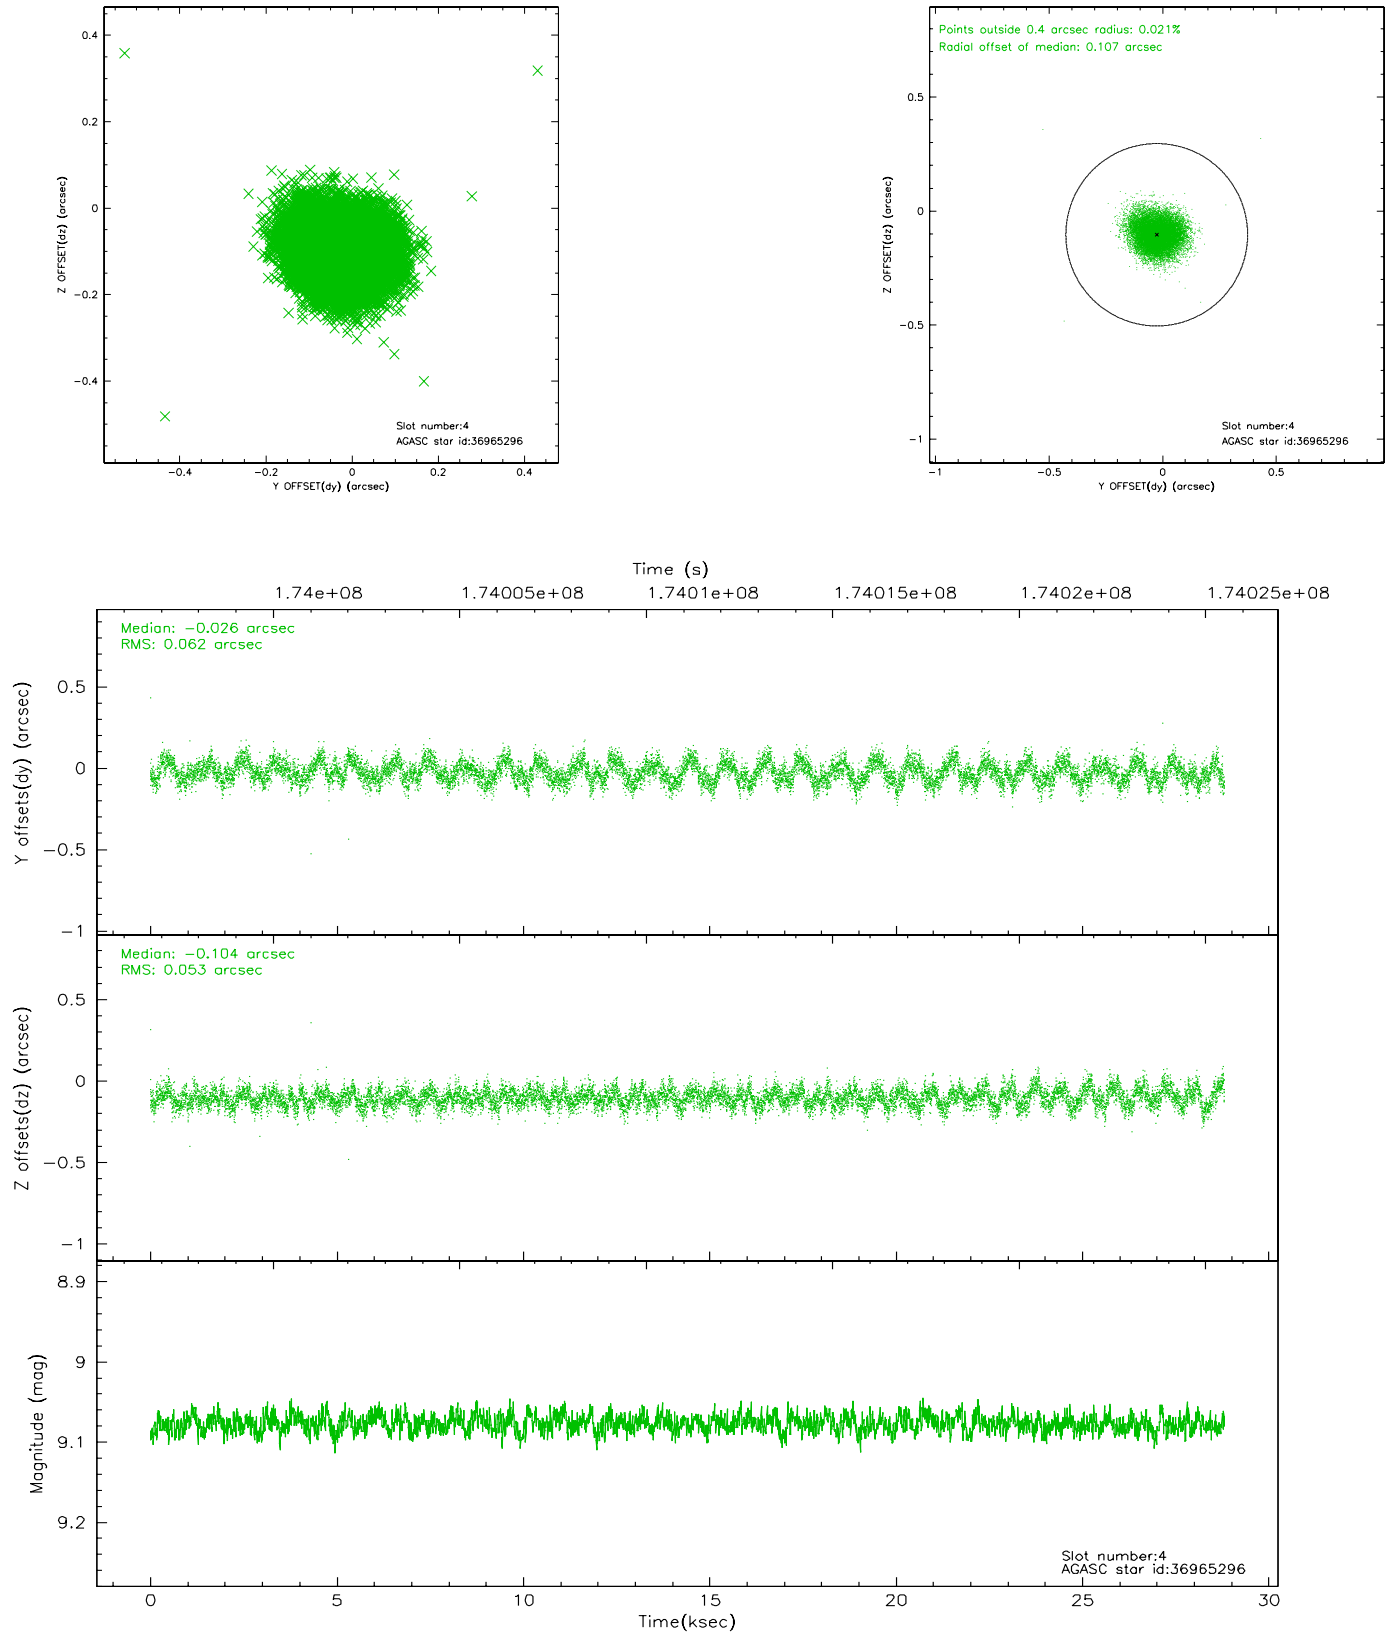 0.4
0.2
0
−0.2
−0.4
Z OFFSET(dz) (arcsec)
−0.4
−0.2
0
0.2
0.4
Y OFFSET(dy) (arcsec)
Slot number:4
AGASC star id:36965296
Points outside 0.4 arcsec radius: 0.021%
Radial offset of median: 0.107 arcsec
0.5
0
−0.5
−1
Z OFFSET(dz) (arcsec)
−1
−0.5
0
0.5
Y OFFSET(dy) (arcsec)
Slot number:4
AGASC star id:36965296
Time (s)
1.74e+08
1.74005e+08
1.7401e+08
1.74015e+08
1.7402e+08
1.74025e+08
Median: −0.026 arcsec
RMS: 0.062 arcsec
0.5
0
−0.5
−1
Y offsets(dy) (arcsec)
Median: −0.104 arcsec
RMS: 0.053 arcsec
0.5
0
−0.5
−1
Z offsets(dz) (arcsec)
8.9
9
9.1
9.2
Magnitude (mag)
Slot number:4
AGASC star id:36965296
0
5
10
15
20
25
30
Time(ksec)